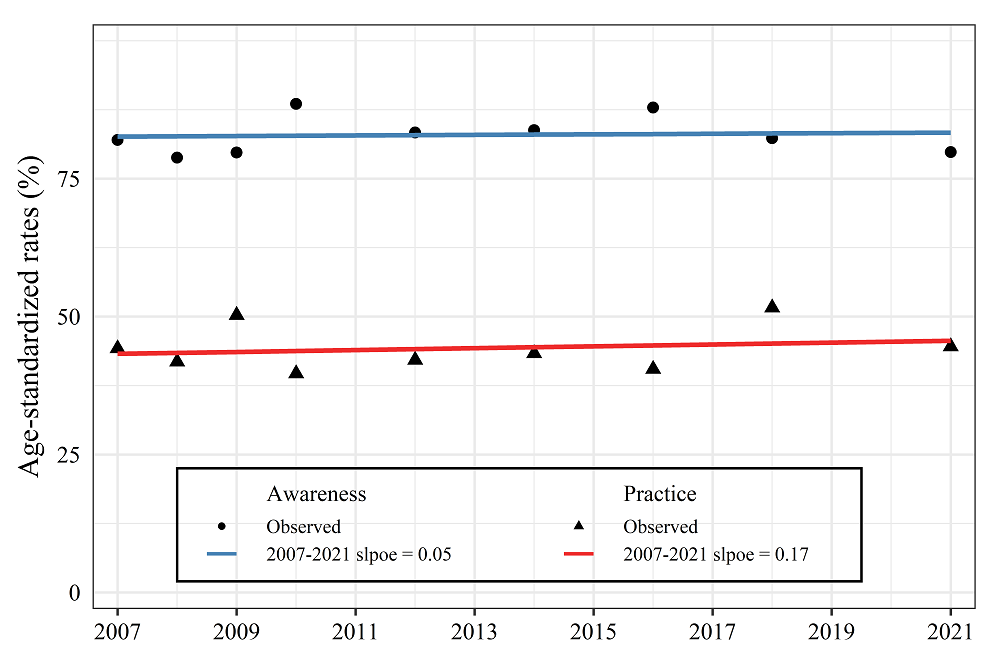 Age-standardized rates (%)
75
50
25
0
Awareness
Practice
Observed
Observed
2007-2021 slpoe = 0.05
2007-2021 slpoe = 0.17
2007 2009 2011 2013 2015 2017 2019 2021